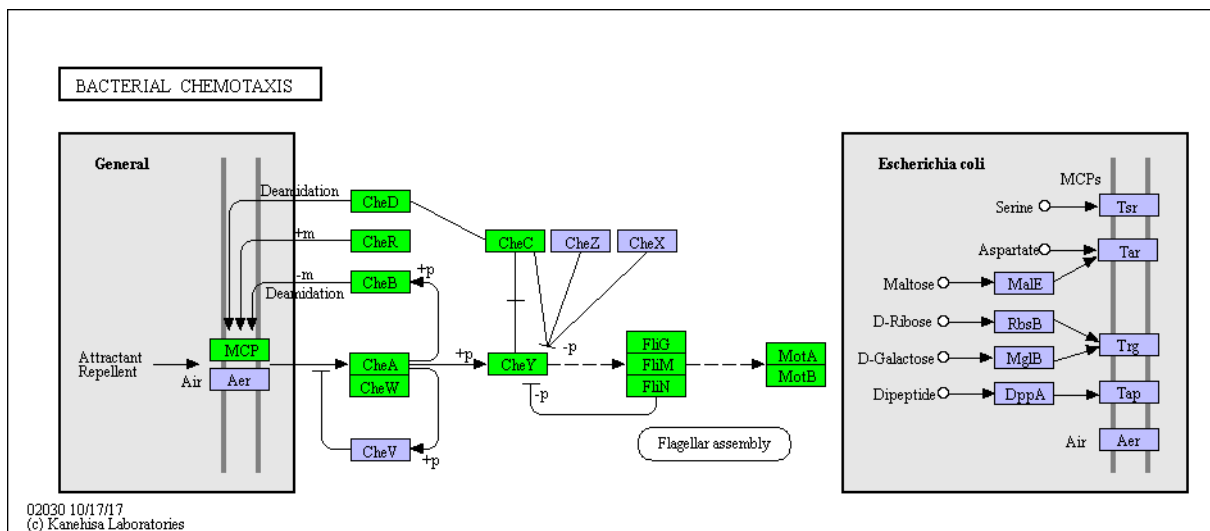 BACTERIAL CHEMOTAXIS
General
Deamidation
CheD
+m
CheR
-m
Deamidation
CheB
+p
CheC
CheZ
CheX
Attractant
Repellent
MCP
Air
Aer
CheA
CheW
+p
CheY
-p
-p
FliG
FliM
FliN
MotA
MotB
CheV
+p
Flagellar assembly
Escherichia coli
MCPs
Serine
Tsr
Aspartate
Tar
Maltose
MalE
D-Ribose
RbsB
Trg
D-Galactose
MglB
Dipeptide
DppA
Tap
Air
Aer
02030 10/17/17
(c) Kanehisa Laboratories